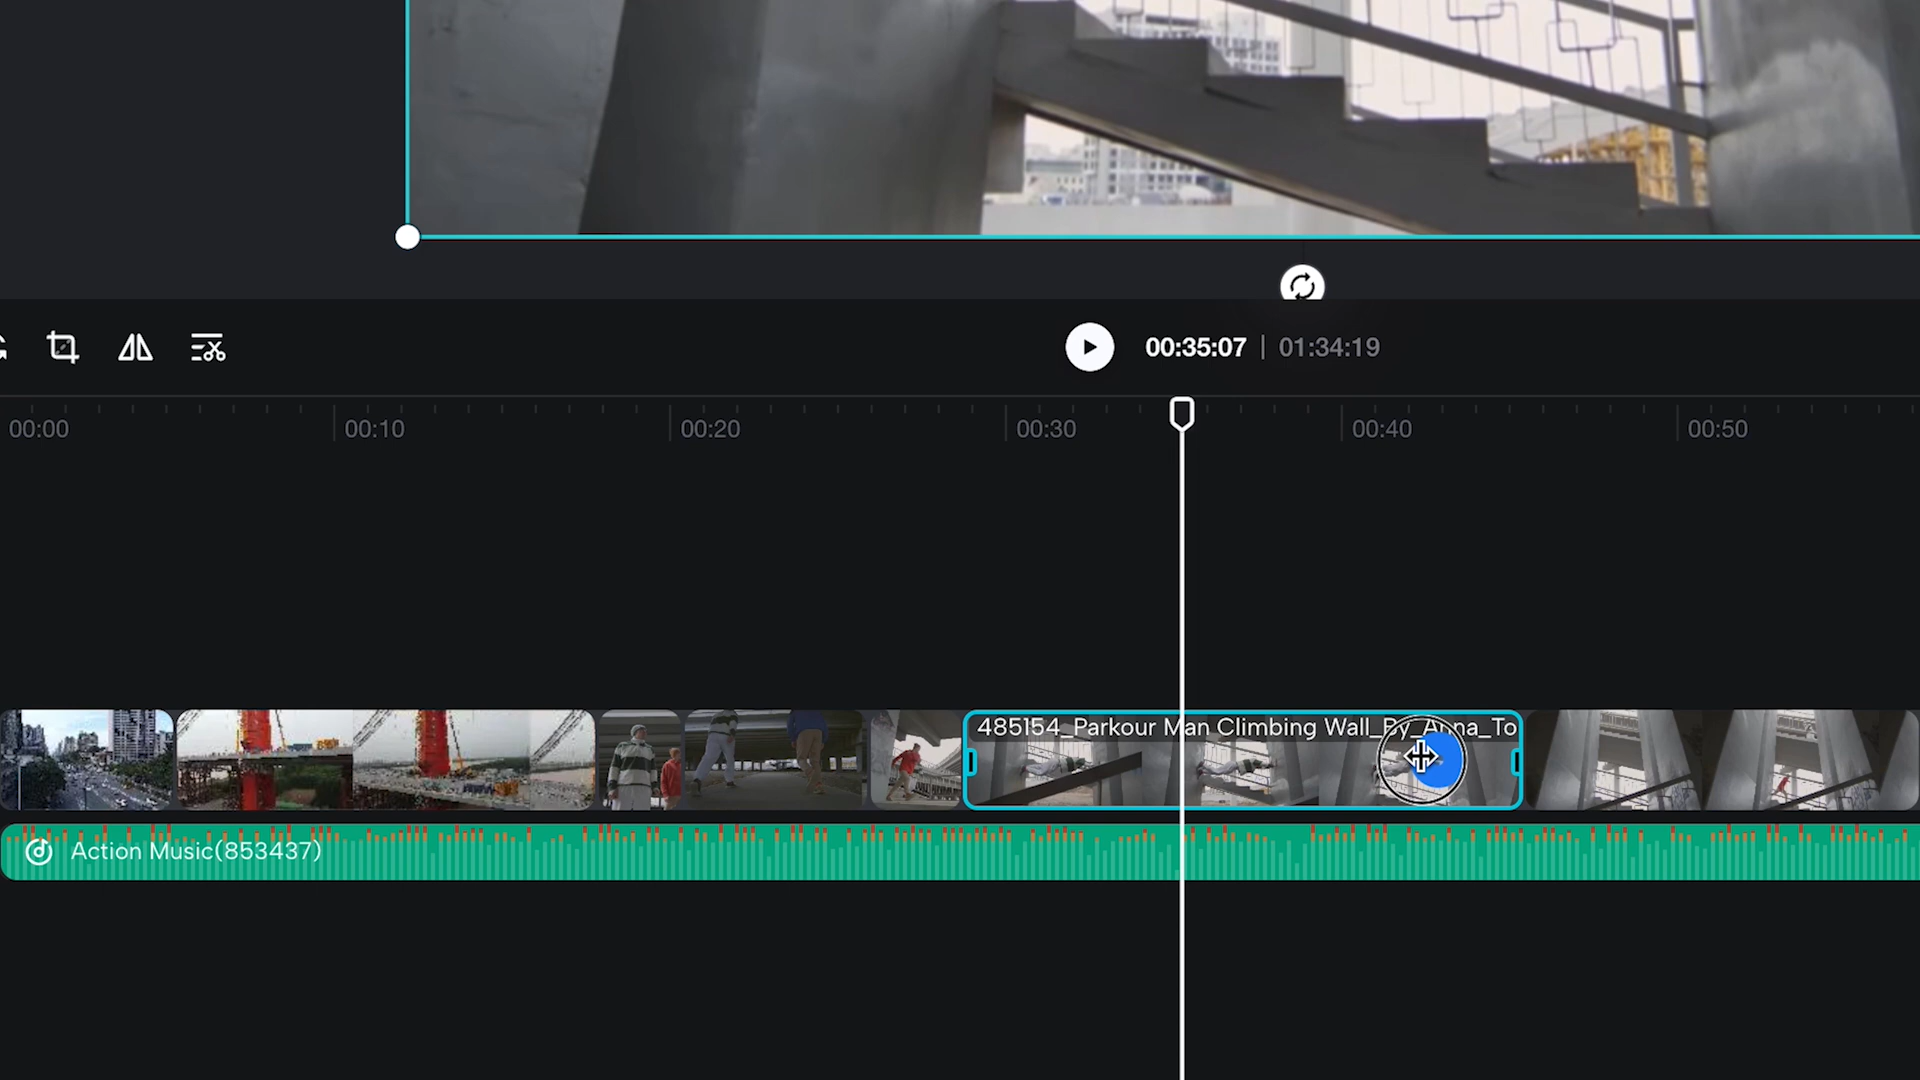 00:35:07 | 01:34:19
00:00 00:10 00:20 00:30 00:40 00:50
485154_Parkour Man Climbing Wall_By_Anna_To
Action Music(853437)